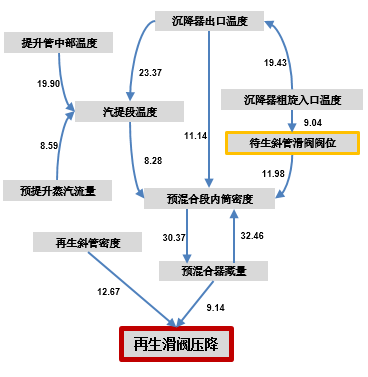 沉降器出口温度
提升管中部温度
19.43
23.37
19.90
沉降器粗旋入口温度
汽提段温度
9.04
11.14
待生斜管滑阀阀位
8.59
8.28
11.98
预提升蒸汽流量
预混合段内筒密度
再生斜管密度
30.37
32.46
预混合器藏量
12.67
9.14
再生滑阀压降